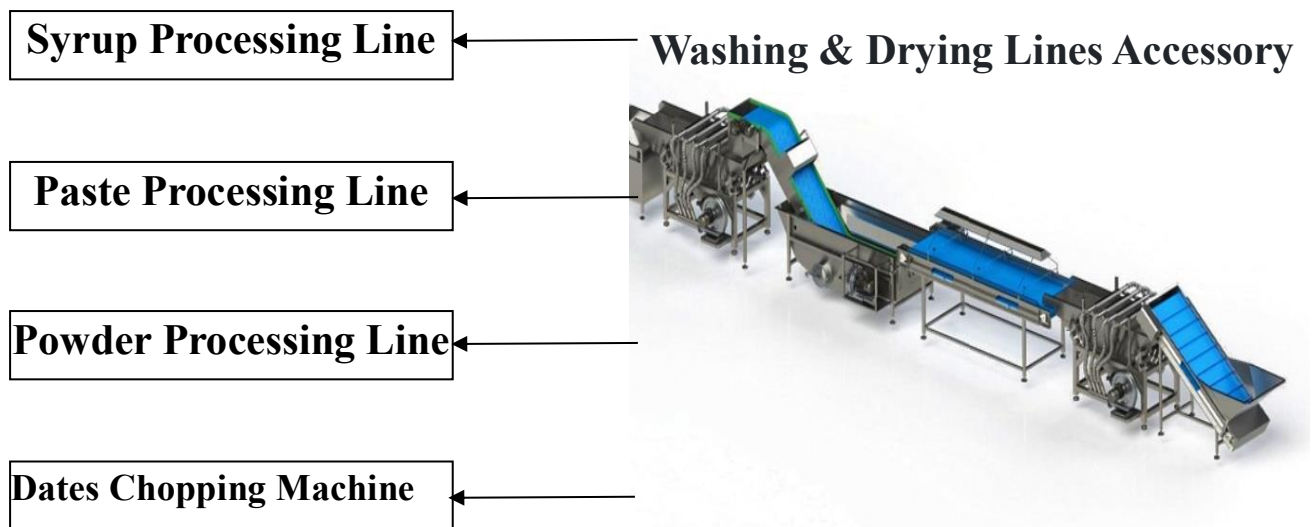 Syrup Processing Line
Washing & Drying Lines Accessory
Paste Processing Line
Powder Processing Line
Dates Chopping Machine